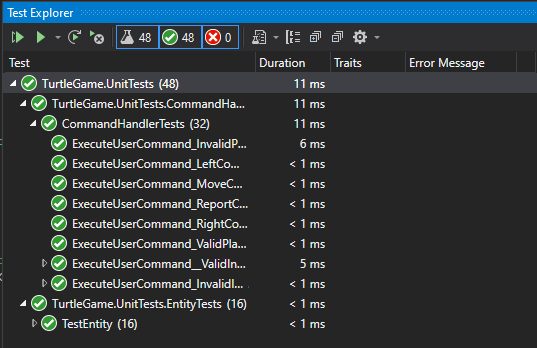 Test Explorer
48 48 0
Test Duration Traits Error Message
TurtleGame.UnitTests (48) 11 ms
TurtleGame.UnitTests.CommandHa... 11 ms
CommandHandlerTests (32) 11 ms
ExecuteUserCommand_InvalidP... 6 ms
ExecuteUserCommand_LeftCo... < 1 ms
ExecuteUserCommand_MoveC... < 1 ms
ExecuteUserCommand_ReportC... < 1 ms
ExecuteUserCommand_RightCo... < 1 ms
ExecuteUserCommand_ValidPla... < 1 ms
ExecuteUserCommand__ValidIn... 5 ms
ExecuteUserCommand_InvalidI... < 1 ms
TurtleGame.UnitTests.EntityTests (16) < 1 ms
TestEntity (16) < 1 ms